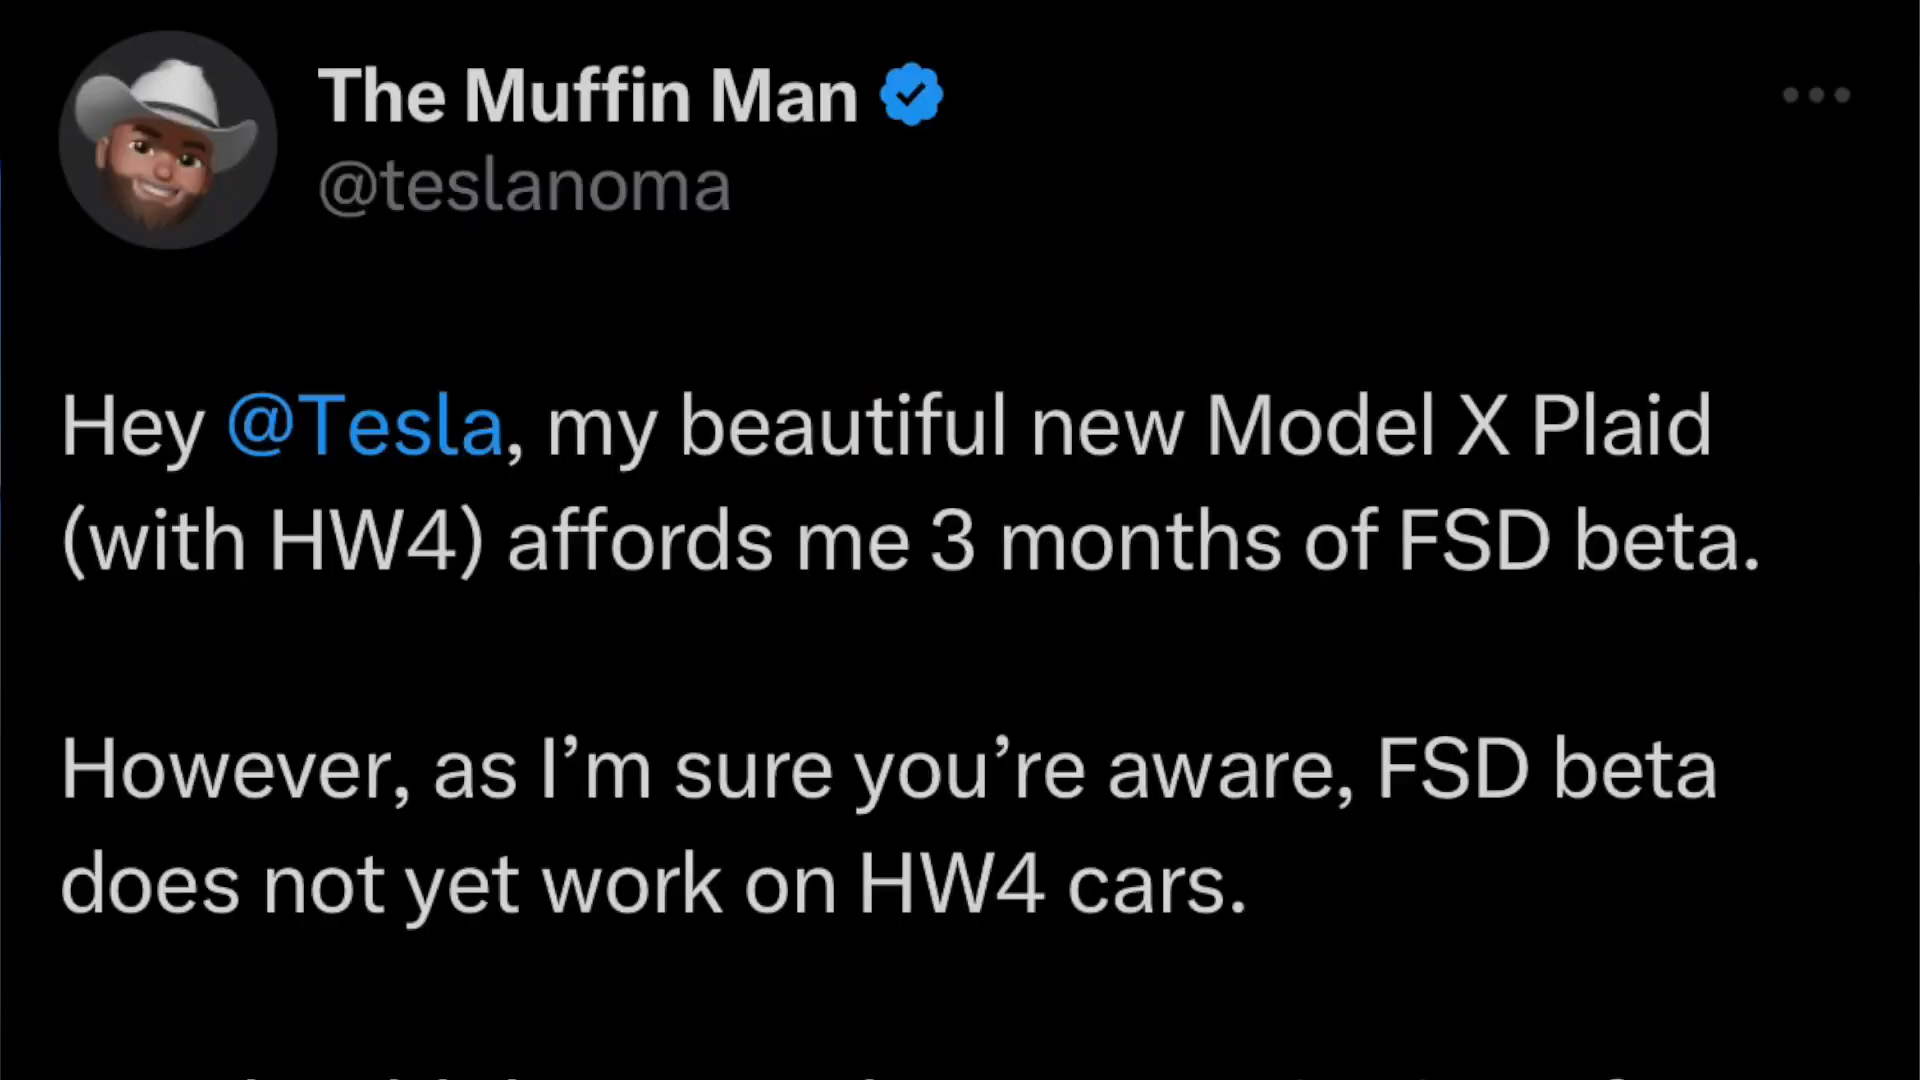 The Muffin Man
@teslanoma
Hey @Tesla, my beautiful new Model X Plaid
(with HW4) affords me 3 months of FSD beta.
However, as I’m sure you’re aware, FSD beta
does not yet work on HW4 cars.